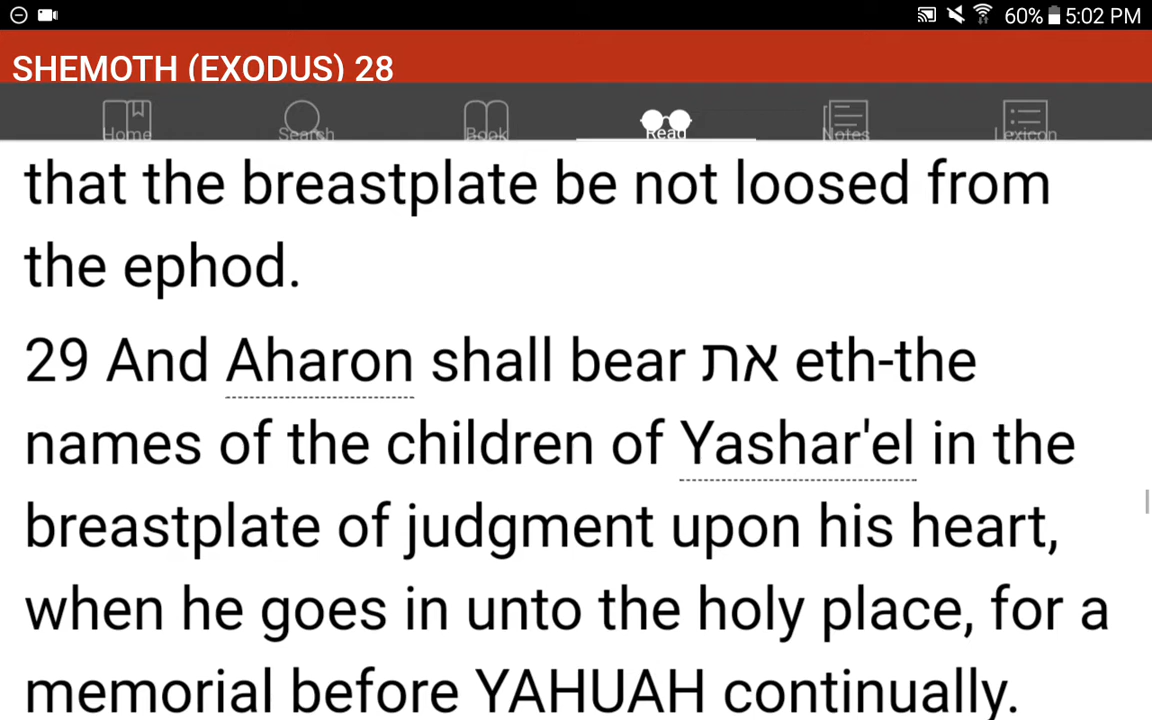 60% 5:02 PM
SHEMOTH (EXODUS) 28
Home Search Book Read Notes Lexicon
that the breastplate be not loosed from
the ephod.
29 And Aharon shall bear את eth-the
names of the children of Yashar'el in the
breastplate of judgment upon his heart,
when he goes in unto the holy place, for a
memorial before YAHUAH continually.